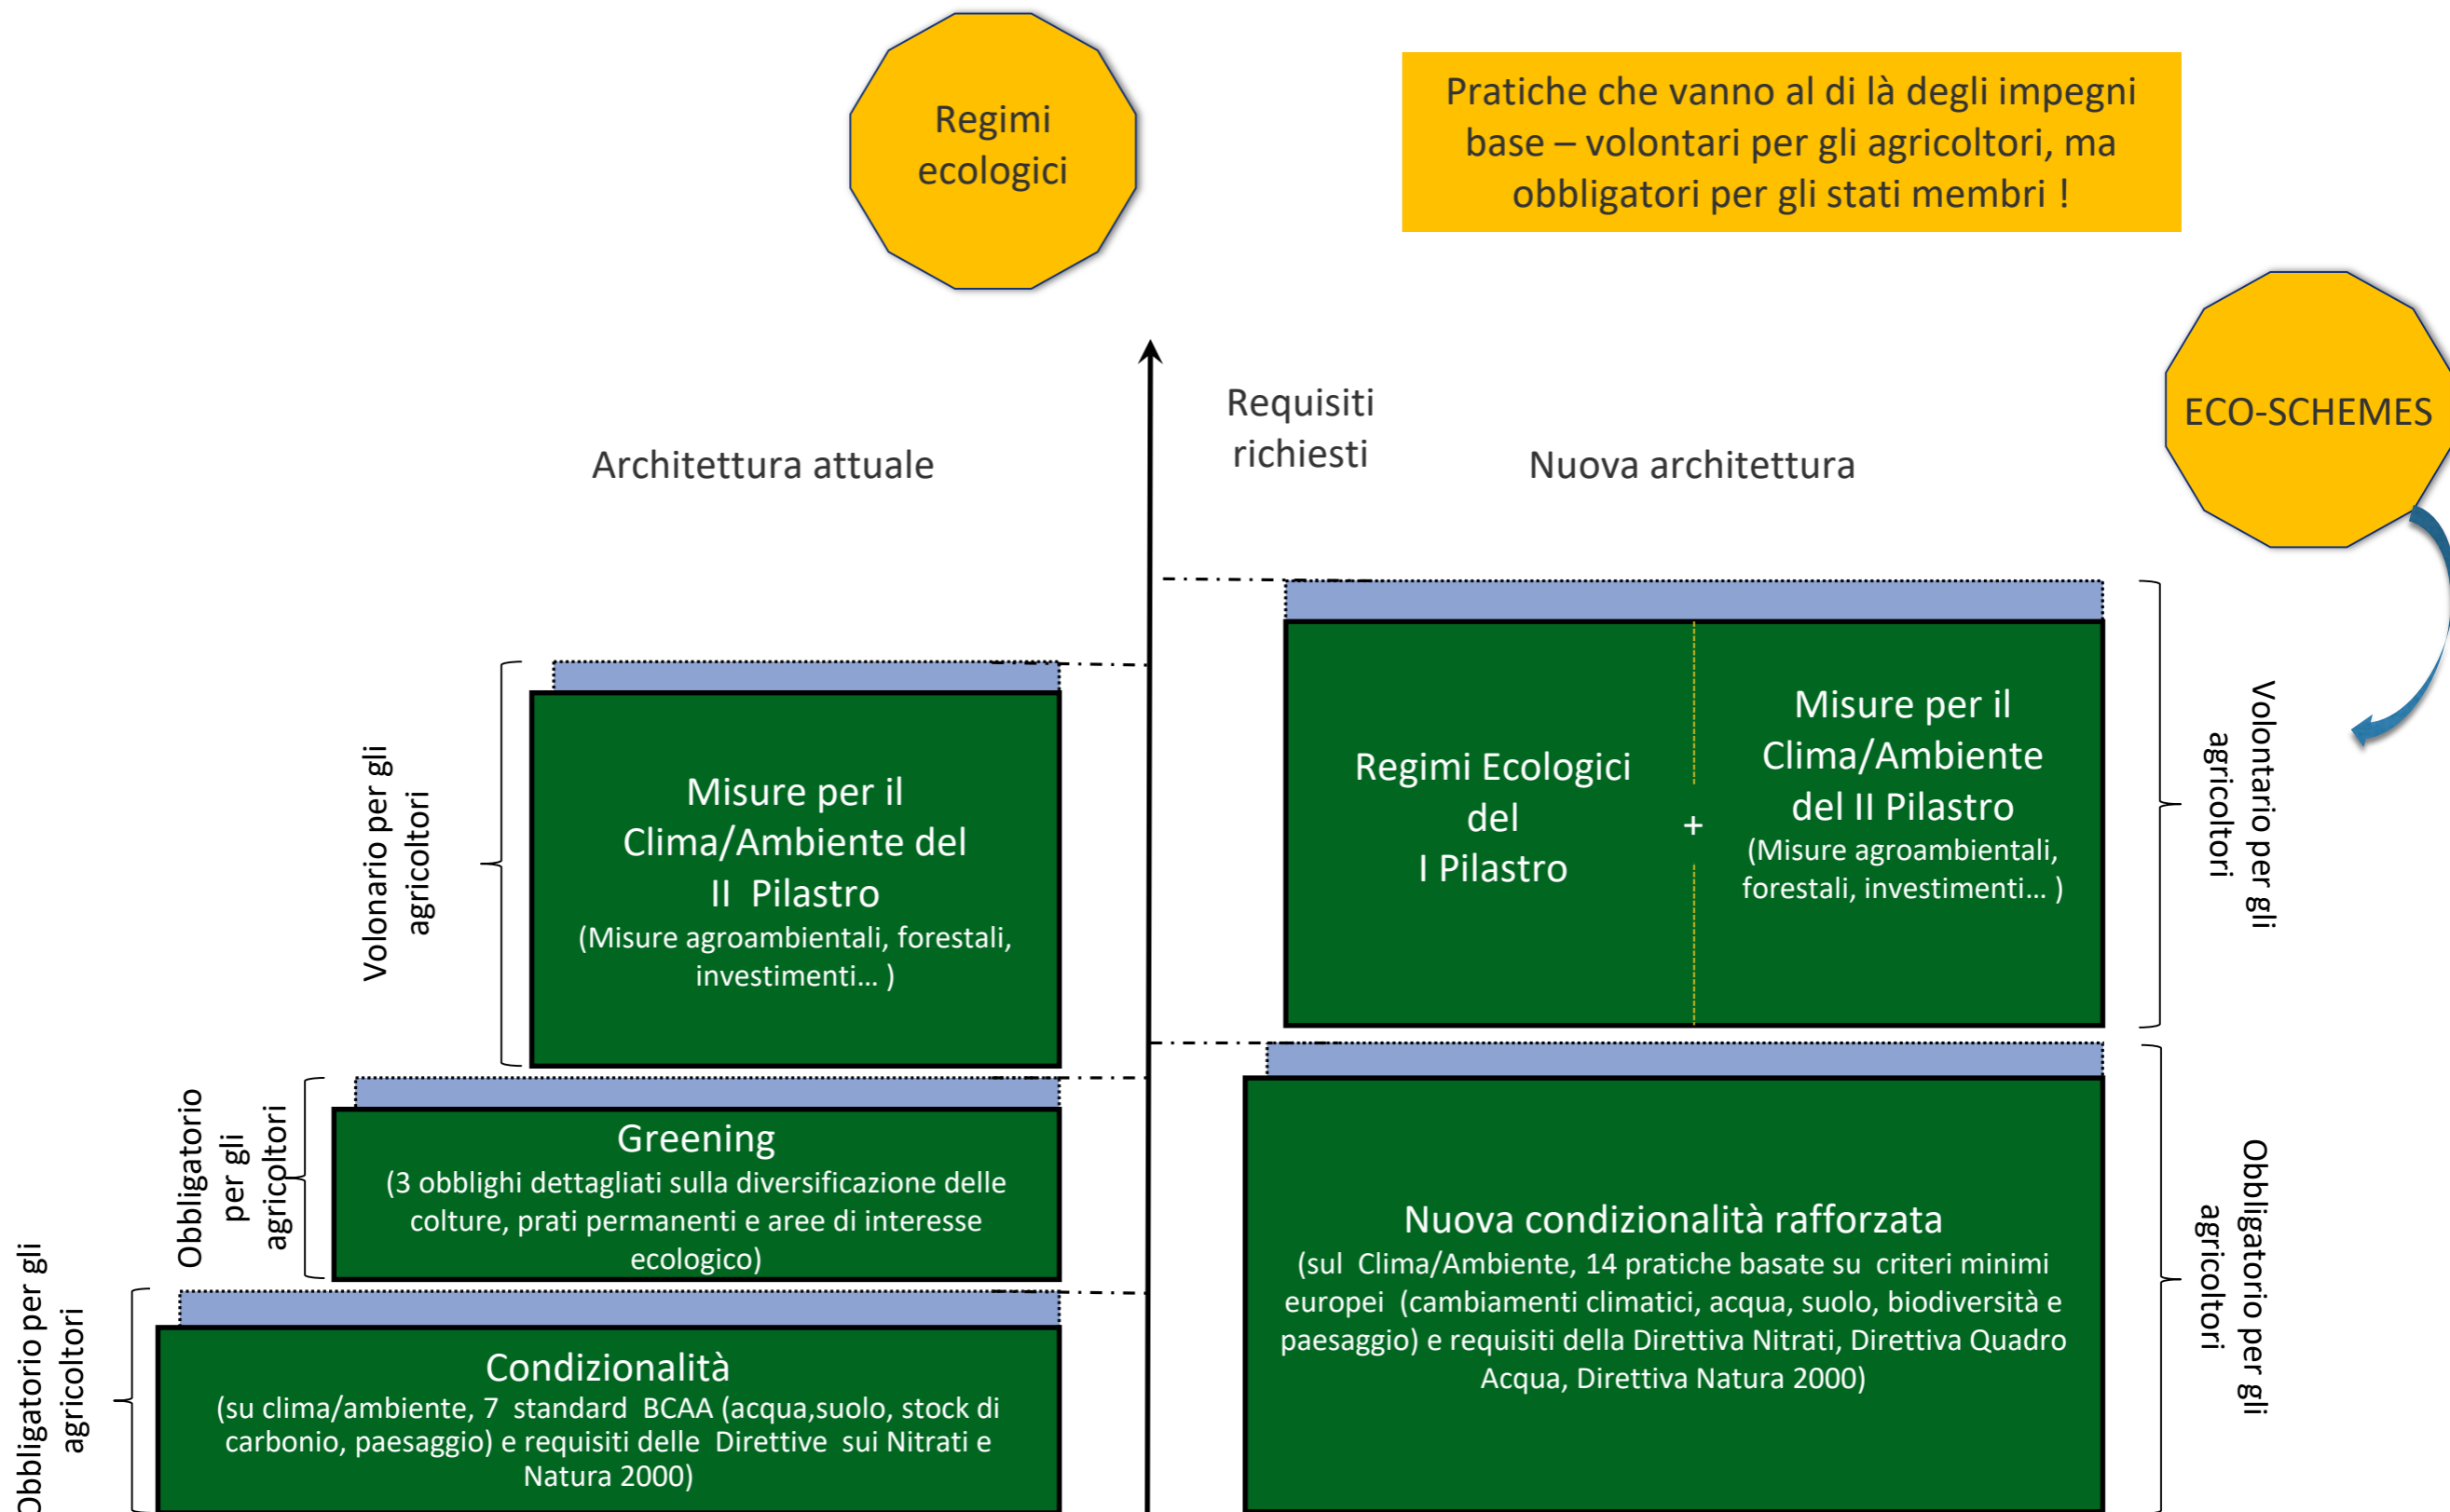 Regimi
ecologici
Pratiche che vanno al di là degli impegni
base – volontari per gli agricoltori, ma
obbligatori per gli stati membri !
ECO-SCHEMES
Requisiti
richiesti
Architettura attuale
Nuova architettura
Volonario per gli
agricoltori
Misure per il
Clima/Ambiente del
II Pilastro
(Misure agroambientali, forestali,
investimenti... )
Obbligatorio
per gli
agricoltori
Greening
(3 obblighi dettagliati sulla diversificazione delle
colture, prati permanenti e aree di interesse
ecologico)
Obbligatorio per gli
agricoltori
Condizionalità
(su clima/ambiente, 7 standard BCAA (acqua,suolo, stock di
carbonio, paesaggio) e requisiti delle Direttive sui Nitrati e
Natura 2000)
Regimi Ecologici
del
I Pilastro
+
Misure per il
Clima/Ambiente
del II Pilastro
(Misure agroambientali,
forestali, investimenti... )
Volontario per gli
agricoltori
Nuova condizionalità rafforzata
(sul Clima/Ambiente, 14 pratiche basate su criteri minimi
europei (cambiamenti climatici, acqua, suolo, biodiversità e
paesaggio) e requisiti della Direttiva Nitrati, Direttiva Quadro
Acqua, Direttiva Natura 2000)
Obbligatorio per gli
agricoltori